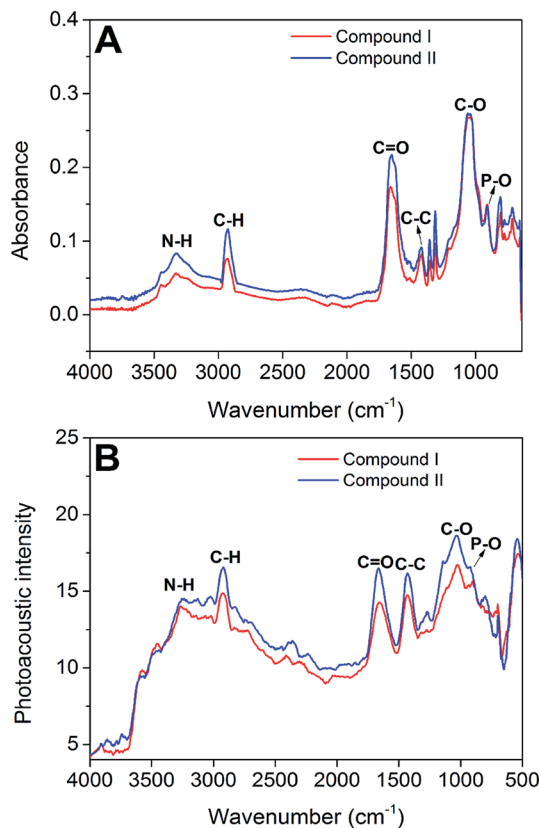 A
Compound I
Compound II
0.4
0.3
0.2
0.1
0.0
Absorbance
N-H
C-H
C=O
C-C
C-O
P-O
4000 3500 3000 2500 2000 1500 1000
Wavenumber (cm⁻¹)
B
Compound I
Compound II
25
20
15
10
5
Photoacoustic intensity
N-H
C-H
C=O
C-C
C-O
P-O
4000 3500 3000 2500 2000 1500 1000 500
Wavenumber (cm⁻¹)